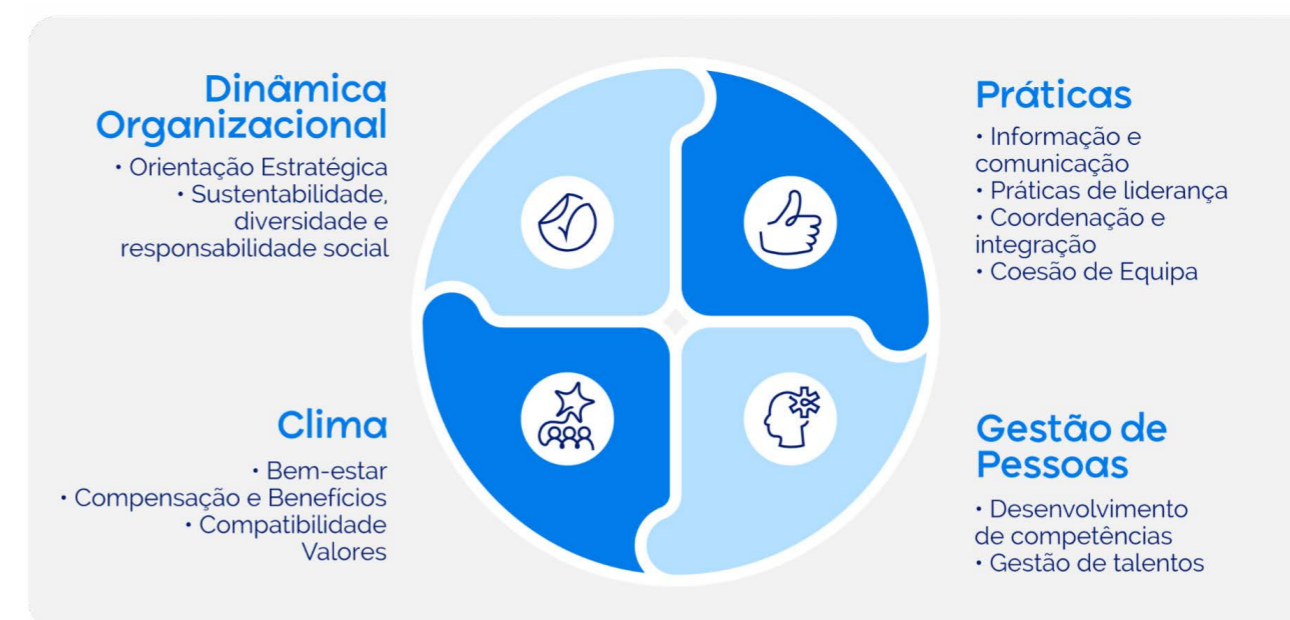 Dinâmica
Organizacional
• Orientação Estratégica
• Sustentabilidade,
diversidade e
responsabilidade social
Práticas
• Informação e
comunicação
• Práticas de liderança
• Coordenação e
integração
• Coesão de Equipa
Clima
• Bem-estar
• Compensação e Benefícios
• Compatibilidade
Valores
Gestão de
Pessoas
• Desenvolvimento
de competências
• Gestão de talentos